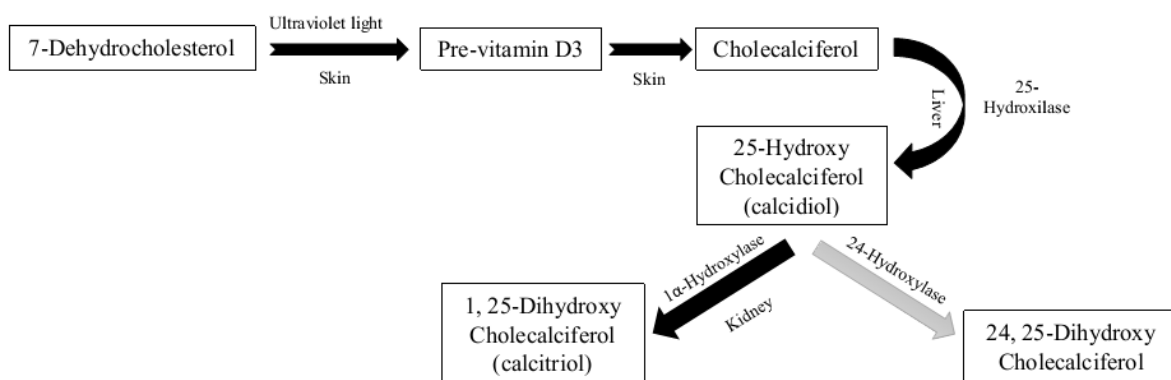 Ultraviolet light
7-Dehydrocholesterol
Pre-vitamin D3
Cholecalciferol
Skin
Skin
Liver
25-
Hydroxilase
25-Hydroxy
Cholecalciferol
(calcidiol)
1α-Hydroxylase
Kidney
24-Hydroxylase
1, 25-Dihydroxy
Cholecalciferol
(calcitriol)
24, 25-Dihydroxy
Cholecalciferol